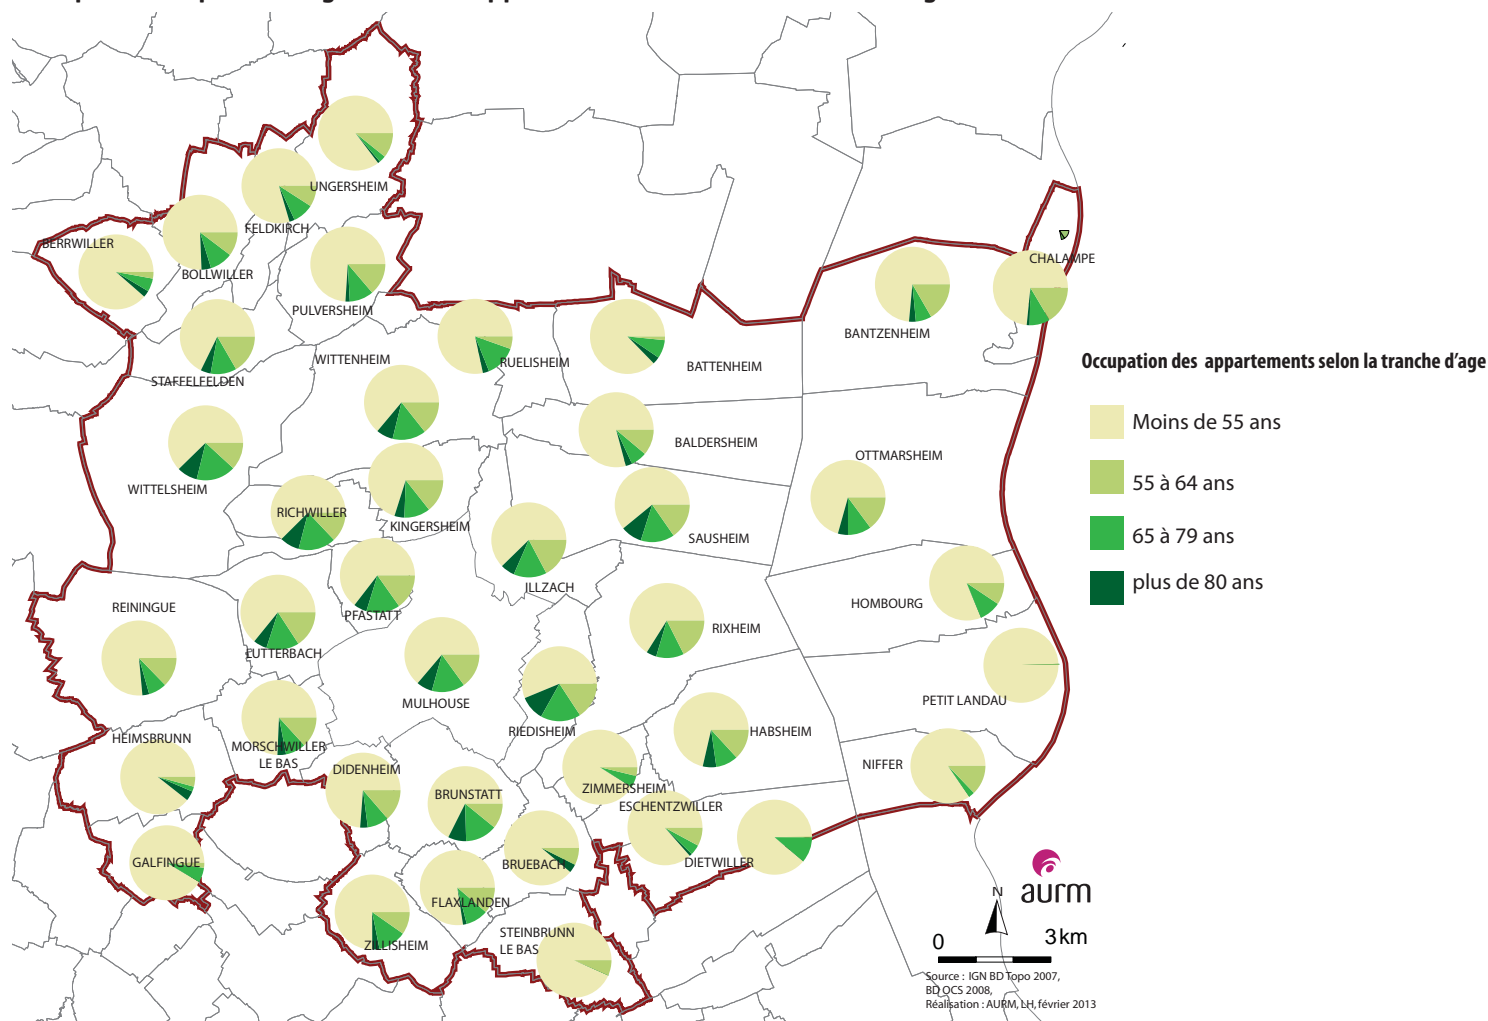 UNGERSHEIM
FELDKIRCH
BERRWILLER
BOLLWILLER
CHALAMPE
PULVERSHEIM
BANTZENHEIM
WITTENHEIM
RUELISHEIM
BATTENHEIM
STAFFELFELDEN
BALDERSHEIM
OTTMARSHEIM
WITTELSHEIM
RICHWILLER
KINGERSHEIM
SAUSHEIM
ILLZACH
HOMBOURG
REININGUE
PFASTATT
RIXHEIM
LUTTERBACH
MULHOUSE
PETIT LANDAU
RIEDISHEIM
HABSHEIM
HEIMSBRUNN
MORSCHWILLER
LE BAS
DIDENHEIM
NIFFER
ZIMMERSHEIM
BRUNSTATT
ESCHENTZWILLER
GALFINGUE
BRUEBACH
DIETWILLER
FLAXLANDEN
STEINBRUNN
LE BAS
ZILLISHEIM
Occupation des appartements selon la tranche d'age
Moins de 55 ans
55 à 64 ans
65 à 79 ans
plus de 80 ans
aurm
N
0 3 km
Source : IGN BD Topo 2007,
BD OCS 2008,
Réalisation : AURM, LH, février 2013